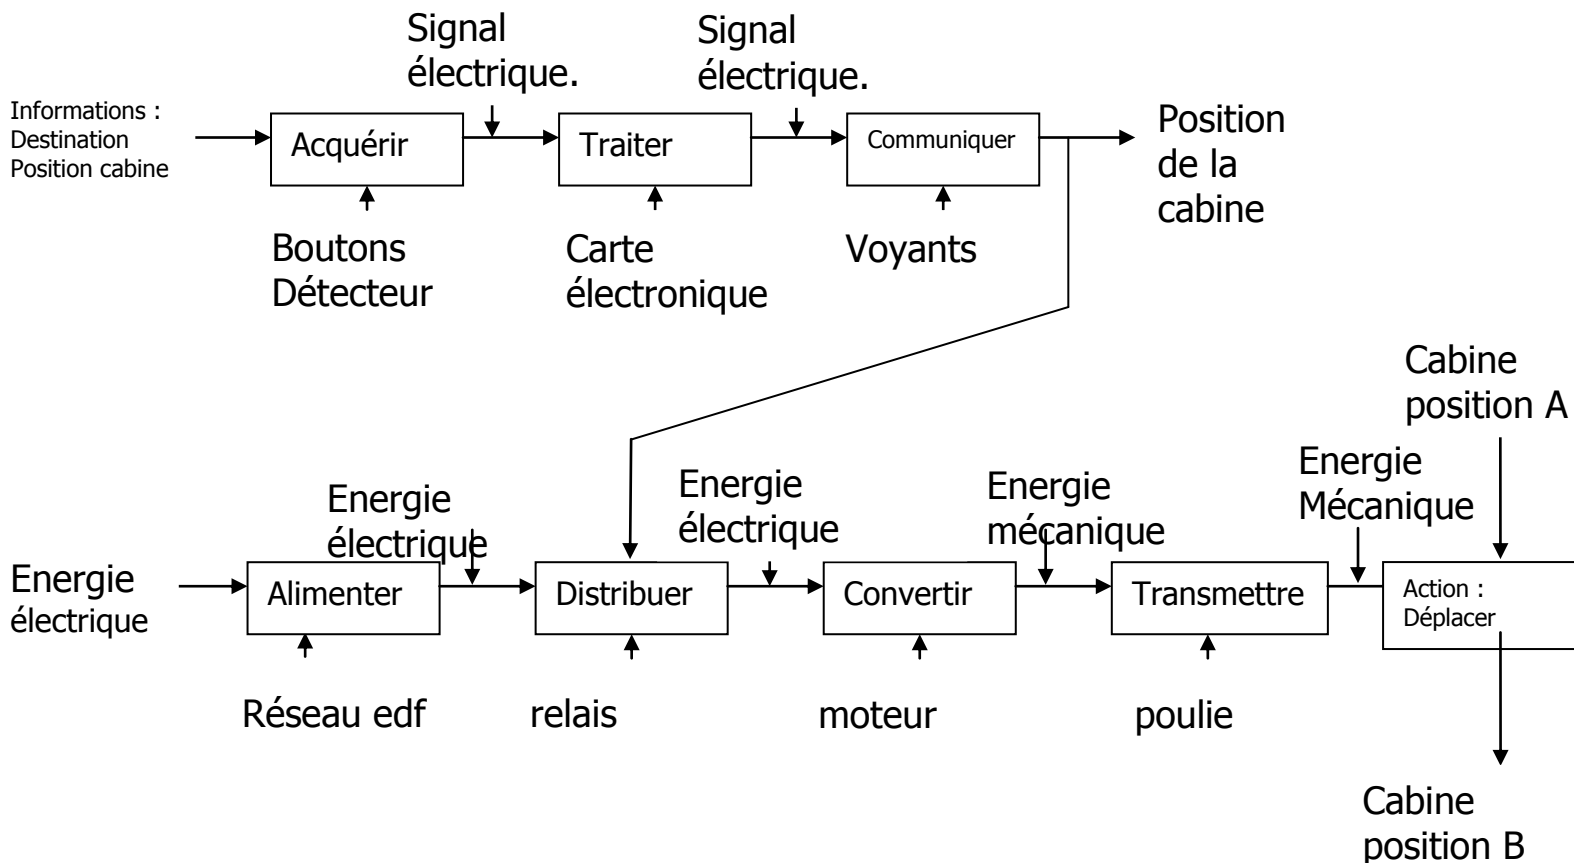 Signal
électrique.
Signal
électrique.
Informations :
Destination
Position cabine
Acquérir
Traiter
Communiquer
Position
de la
cabine
Boutons
Détecteur
Carte
électronique
Voyants
Cabine
position A
Energie
électrique
Energie
électrique
Energie
mécanique
Energie
Mécanique
Energie
électrique
Alimenter
Distribuer
Convertir
Transmettre
Action :
Déplacer
Réseau edf
relais
moteur
poulie
Cabine
position B